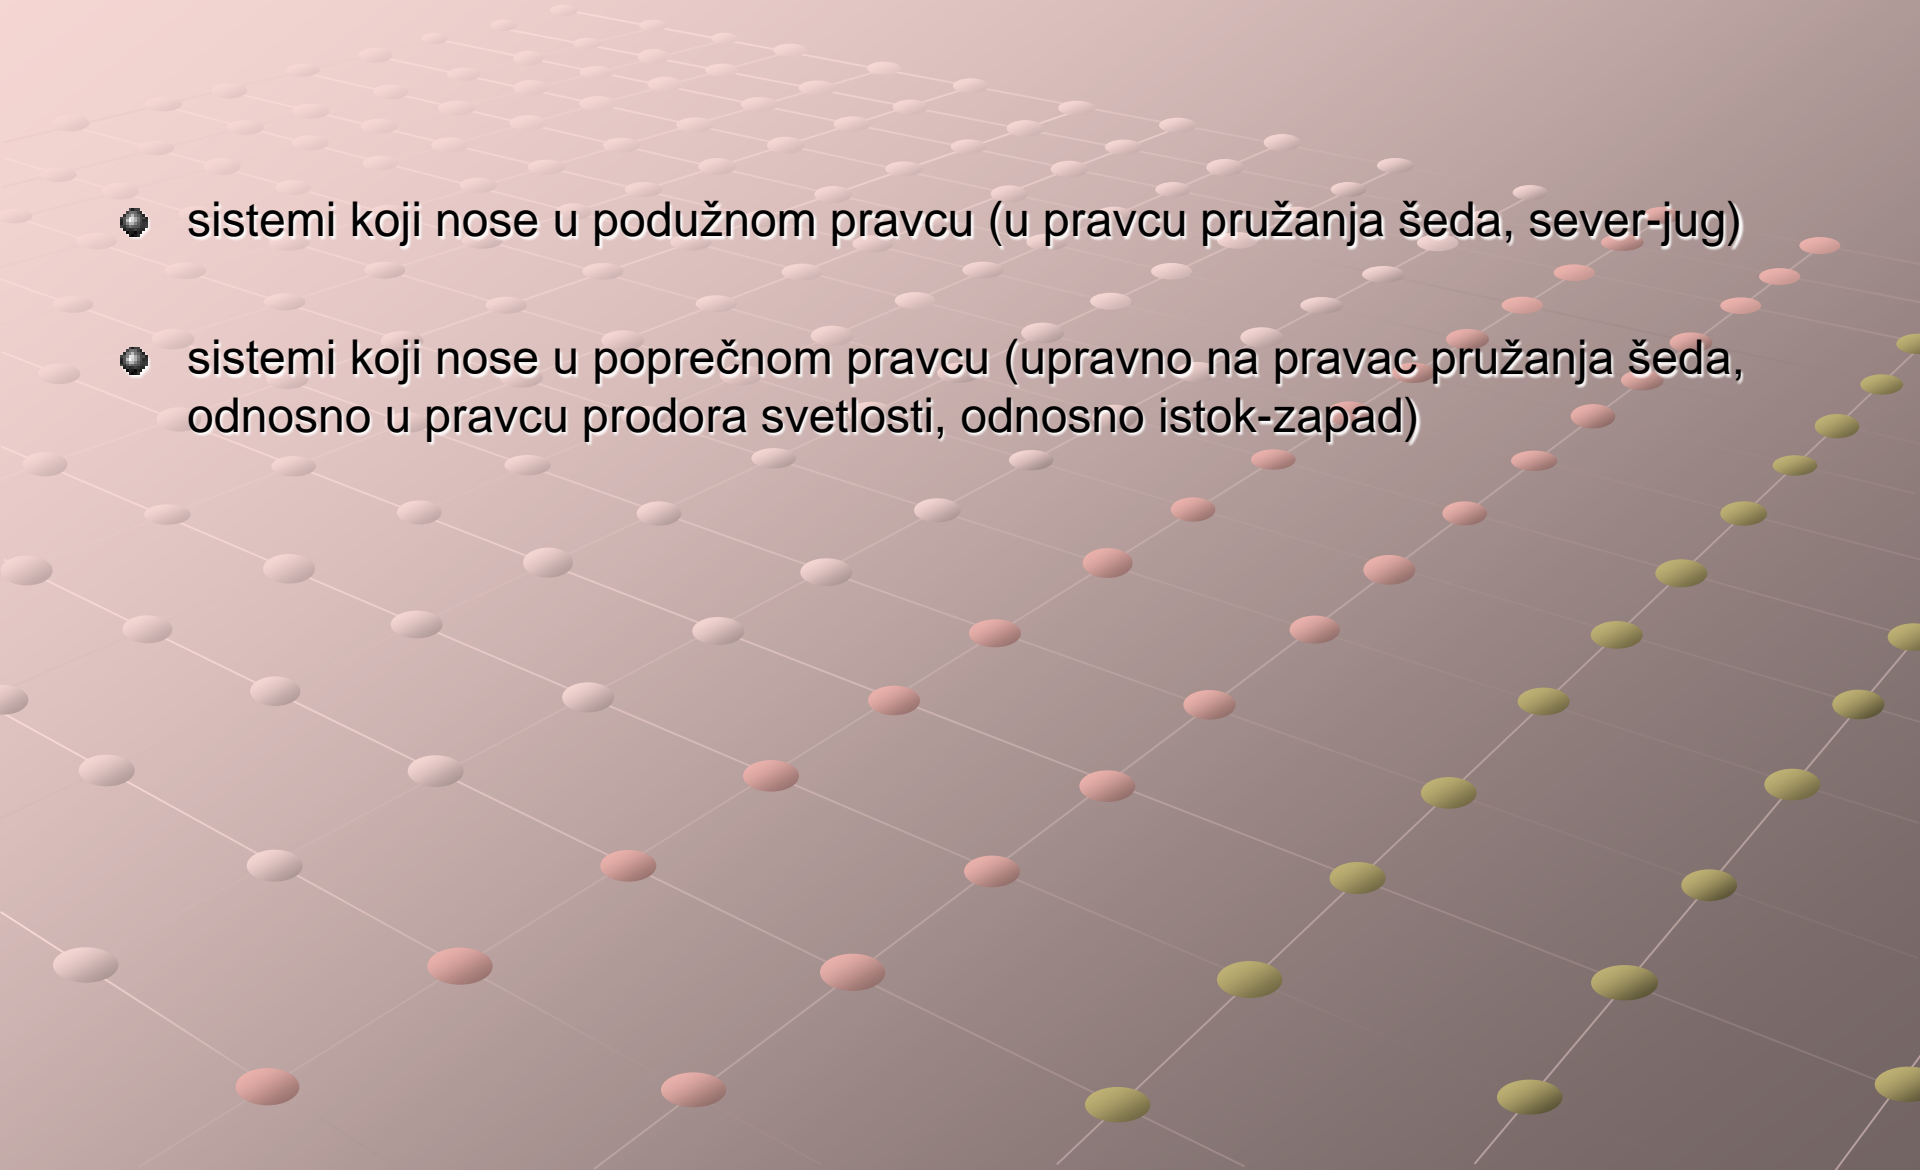 sistemi koji nose u podužnom pravcu (u pravcu pružanja šeda, sever-jug)
sistemi koji nose u poprečnom pravcu (upravno na pravac pružanja šeda,
odnosno u pravcu prodora svetlosti, odnosno istok-zapad)